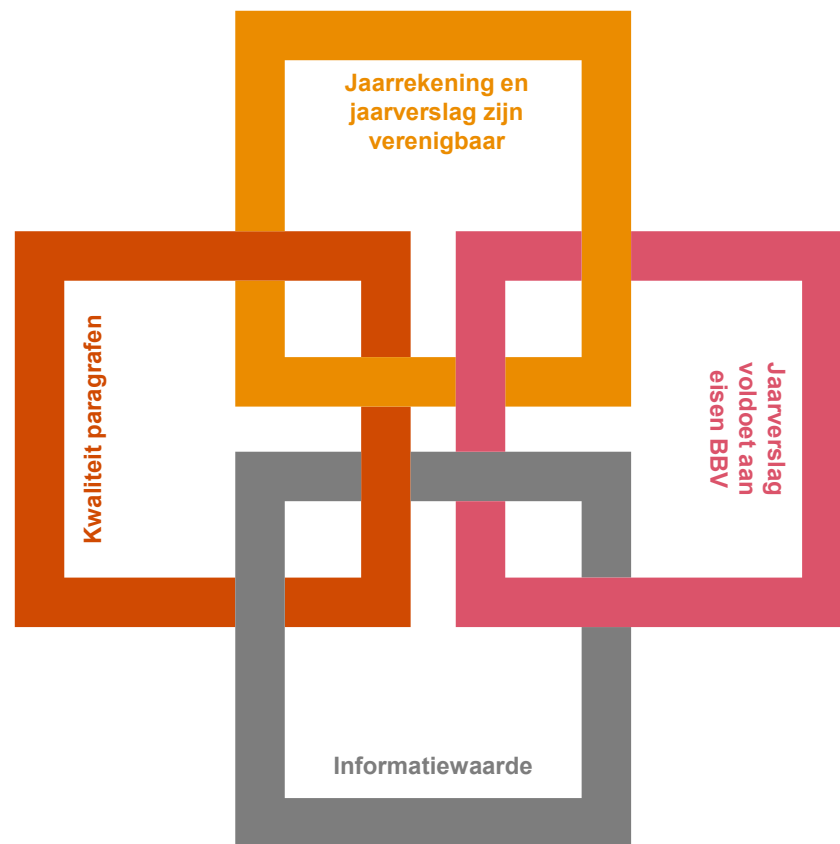 Jaarrekening en
jaarverslag zijn
verenigbaar
Kwaliteit paragrafen
Jaarverslag
voldoet aan
eisen BBV
Informatiewaarde